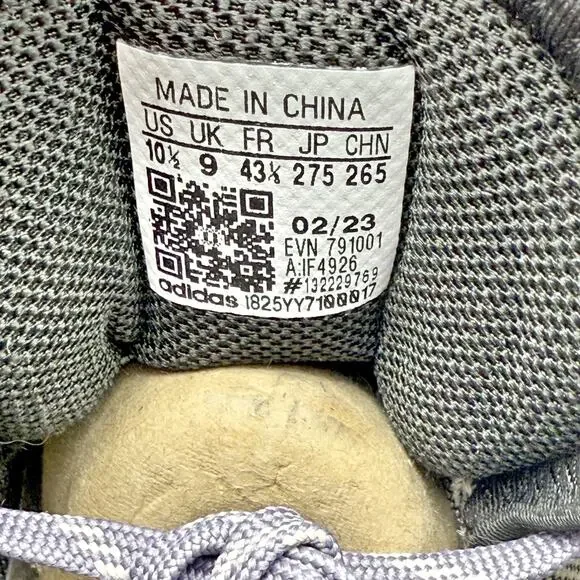 MADE IN CHINA
US UK FR JP CHN
10½ 9 43⅓ 275 265
02/23
EVN 791001
A:IF4926
#132229769
adidas 1825YY7100017